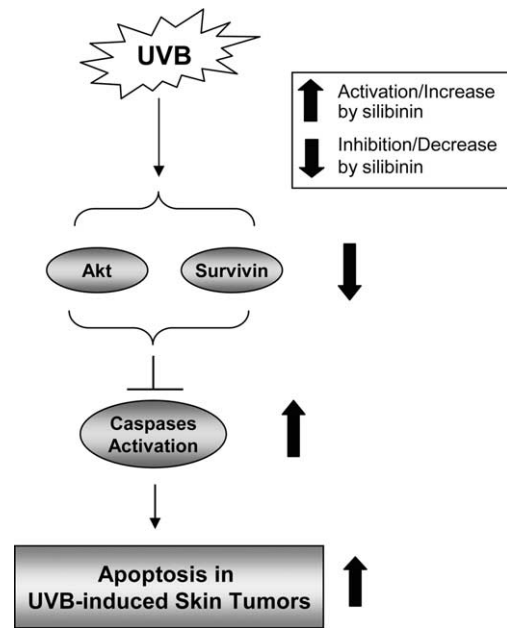 UVB
Activation/Increase
by silibinin
Inhibition/Decrease
by silibinin
Akt
Survivin
Caspases
Activation
Apoptosis in
UVB-induced Skin Tumors